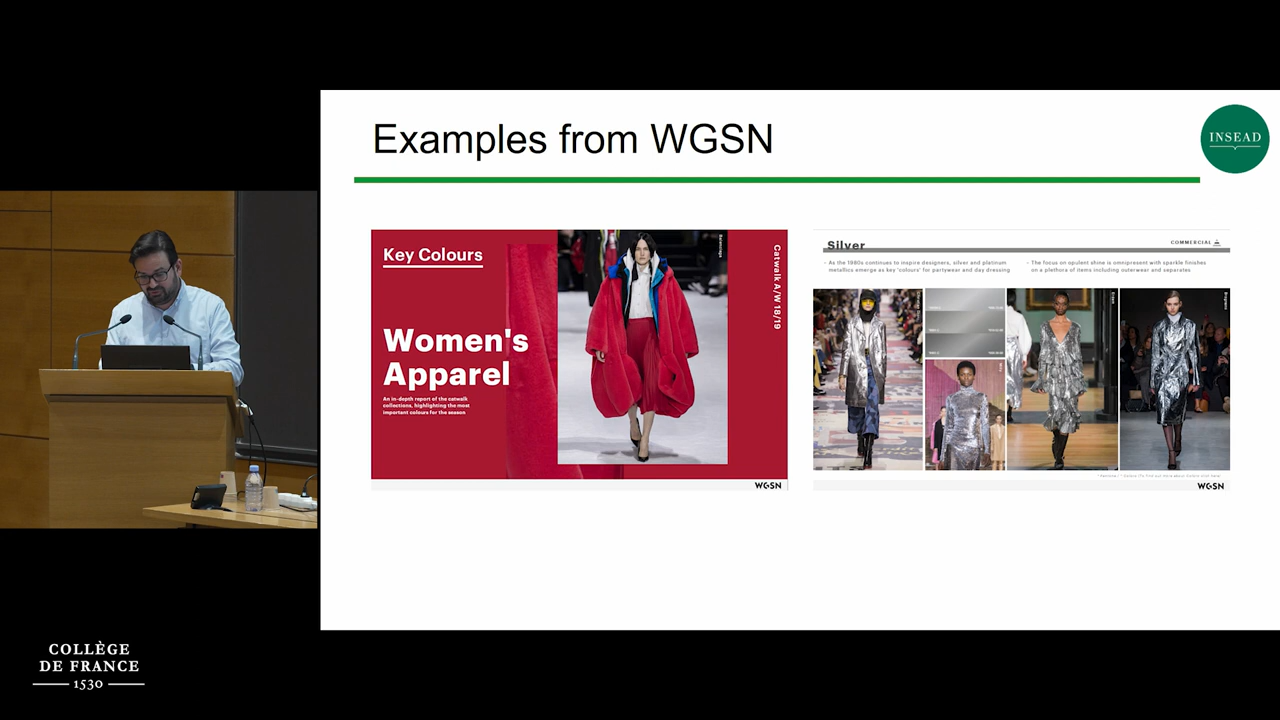 Examples from WGSN
INSEAD
Key Colours
Women's
Apparel
An in-depth report of the catwalk
collections, highlighting the most
important colours for the season
Balenciaga
Catwalk A/W 18/19
WGSN
Silver
COMMERCIAL
- As the 1980s continues to inspire designers, silver and platinum
metallics emerge as key 'colours' for partywear and day dressing
- The focus on opulent shine is omnipresent with sparkle finishes
on a plethora of items including outerwear and separates
WGSN
COLLÈGE
DE FRANCE
1530